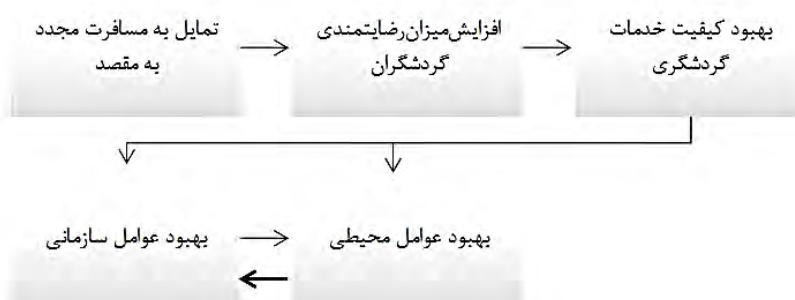 بهبود کیفیت خدمات
گردشگری
افزایش‌میزان‌رضایتمندی
گردشگران
تمایل به مسافرت مجدد
به مقصد
بهبود عوامل محیطی
بهبود عوامل سازمانی